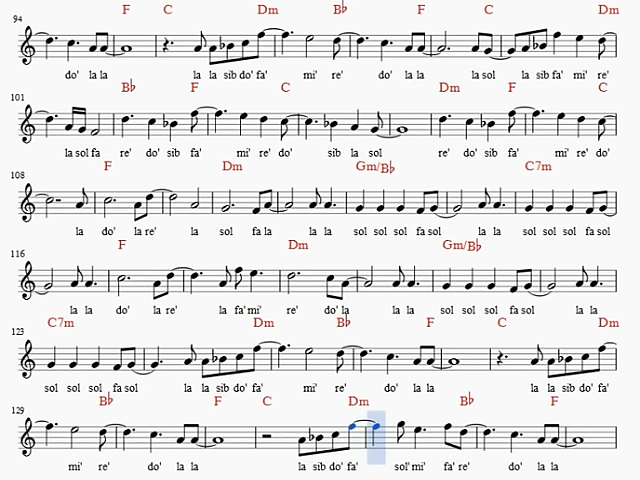 F C Dm B♭ F C Dm
94
do' la la la la sib do' fa' mi' re' do' la la la sol la sib fa' mi' re'
B♭ F C Dm F C
101
la sol fa re' do' sib fa' mi' re' do' sib la sol re' do' sib fa' mi' re' do'
F Dm Gm/B♭ C7m
108
la do' la re' la sol fa la la la sol sol sol fa sol la la sol sol sol fa sol
F Dm Gm/B♭
116
la la do' la re' la fa' mi' re' do' la la la sol sol sol fa sol la la
C7m Dm B♭ F C Dm
123
sol sol sol fa sol la la sib do' fa' mi' re' do' la la la la sib do' fa'
B♭ F C Dm B♭ F
129
mi' re' do' la la la sib do' fa' sol' mi' fa' re' do' la la